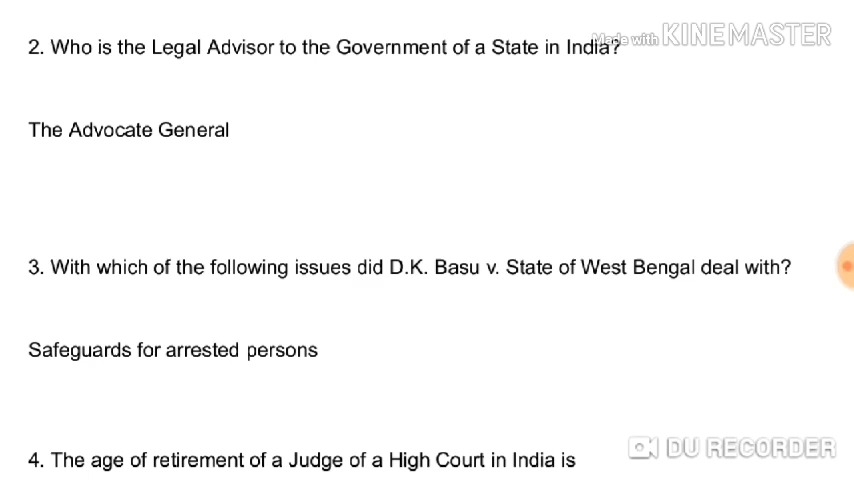 2. Who is the Legal Advisor to the Government of a State in India?
Made with KINEMASTER
The Advocate General
3. With which of the following issues did D.K. Basu v. State of West Bengal deal with?
Safeguards for arrested persons
DU RECORDER
4. The age of retirement of a Judge of a High Court in India is